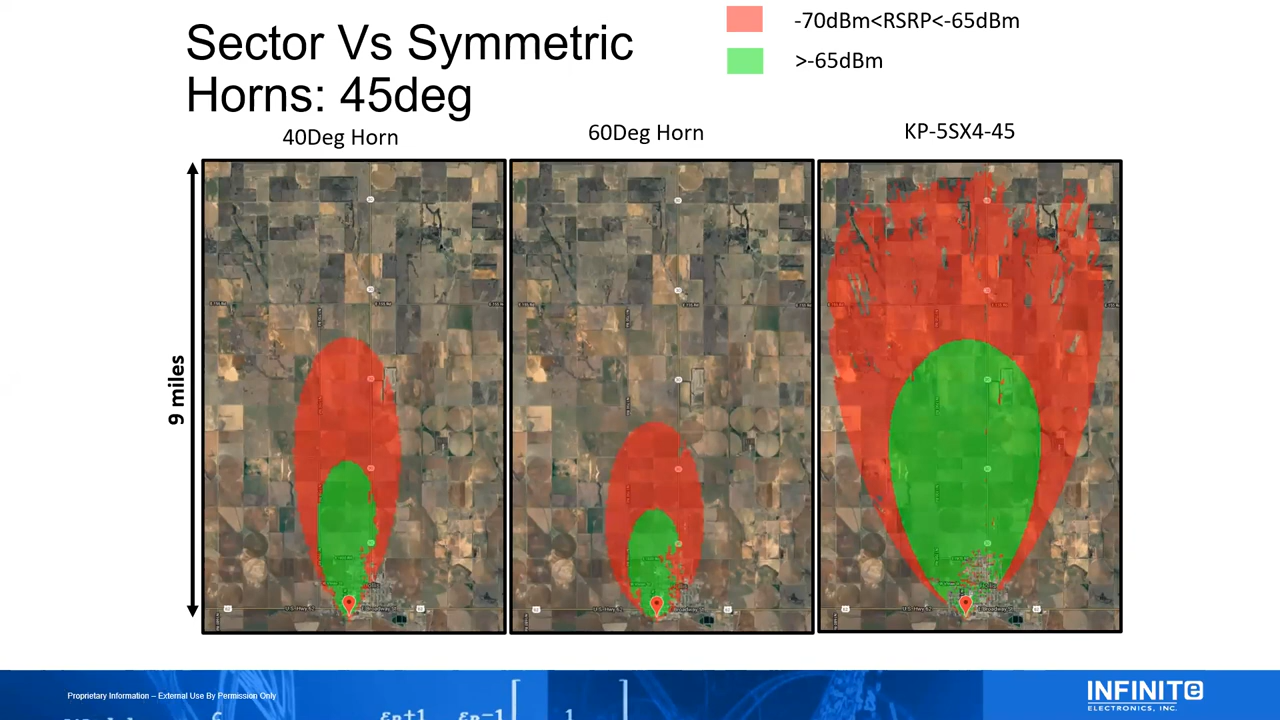 Sector Vs Symmetric
Horns: 45deg
-70dBm<RSRP<-65dBm
>-65dBm
40Deg Horn
60Deg Horn
KP-5SX4-45
9 miles
Proprietary Information – External Use By Permission Only
INFINITe
ELECTRONICS, INC.